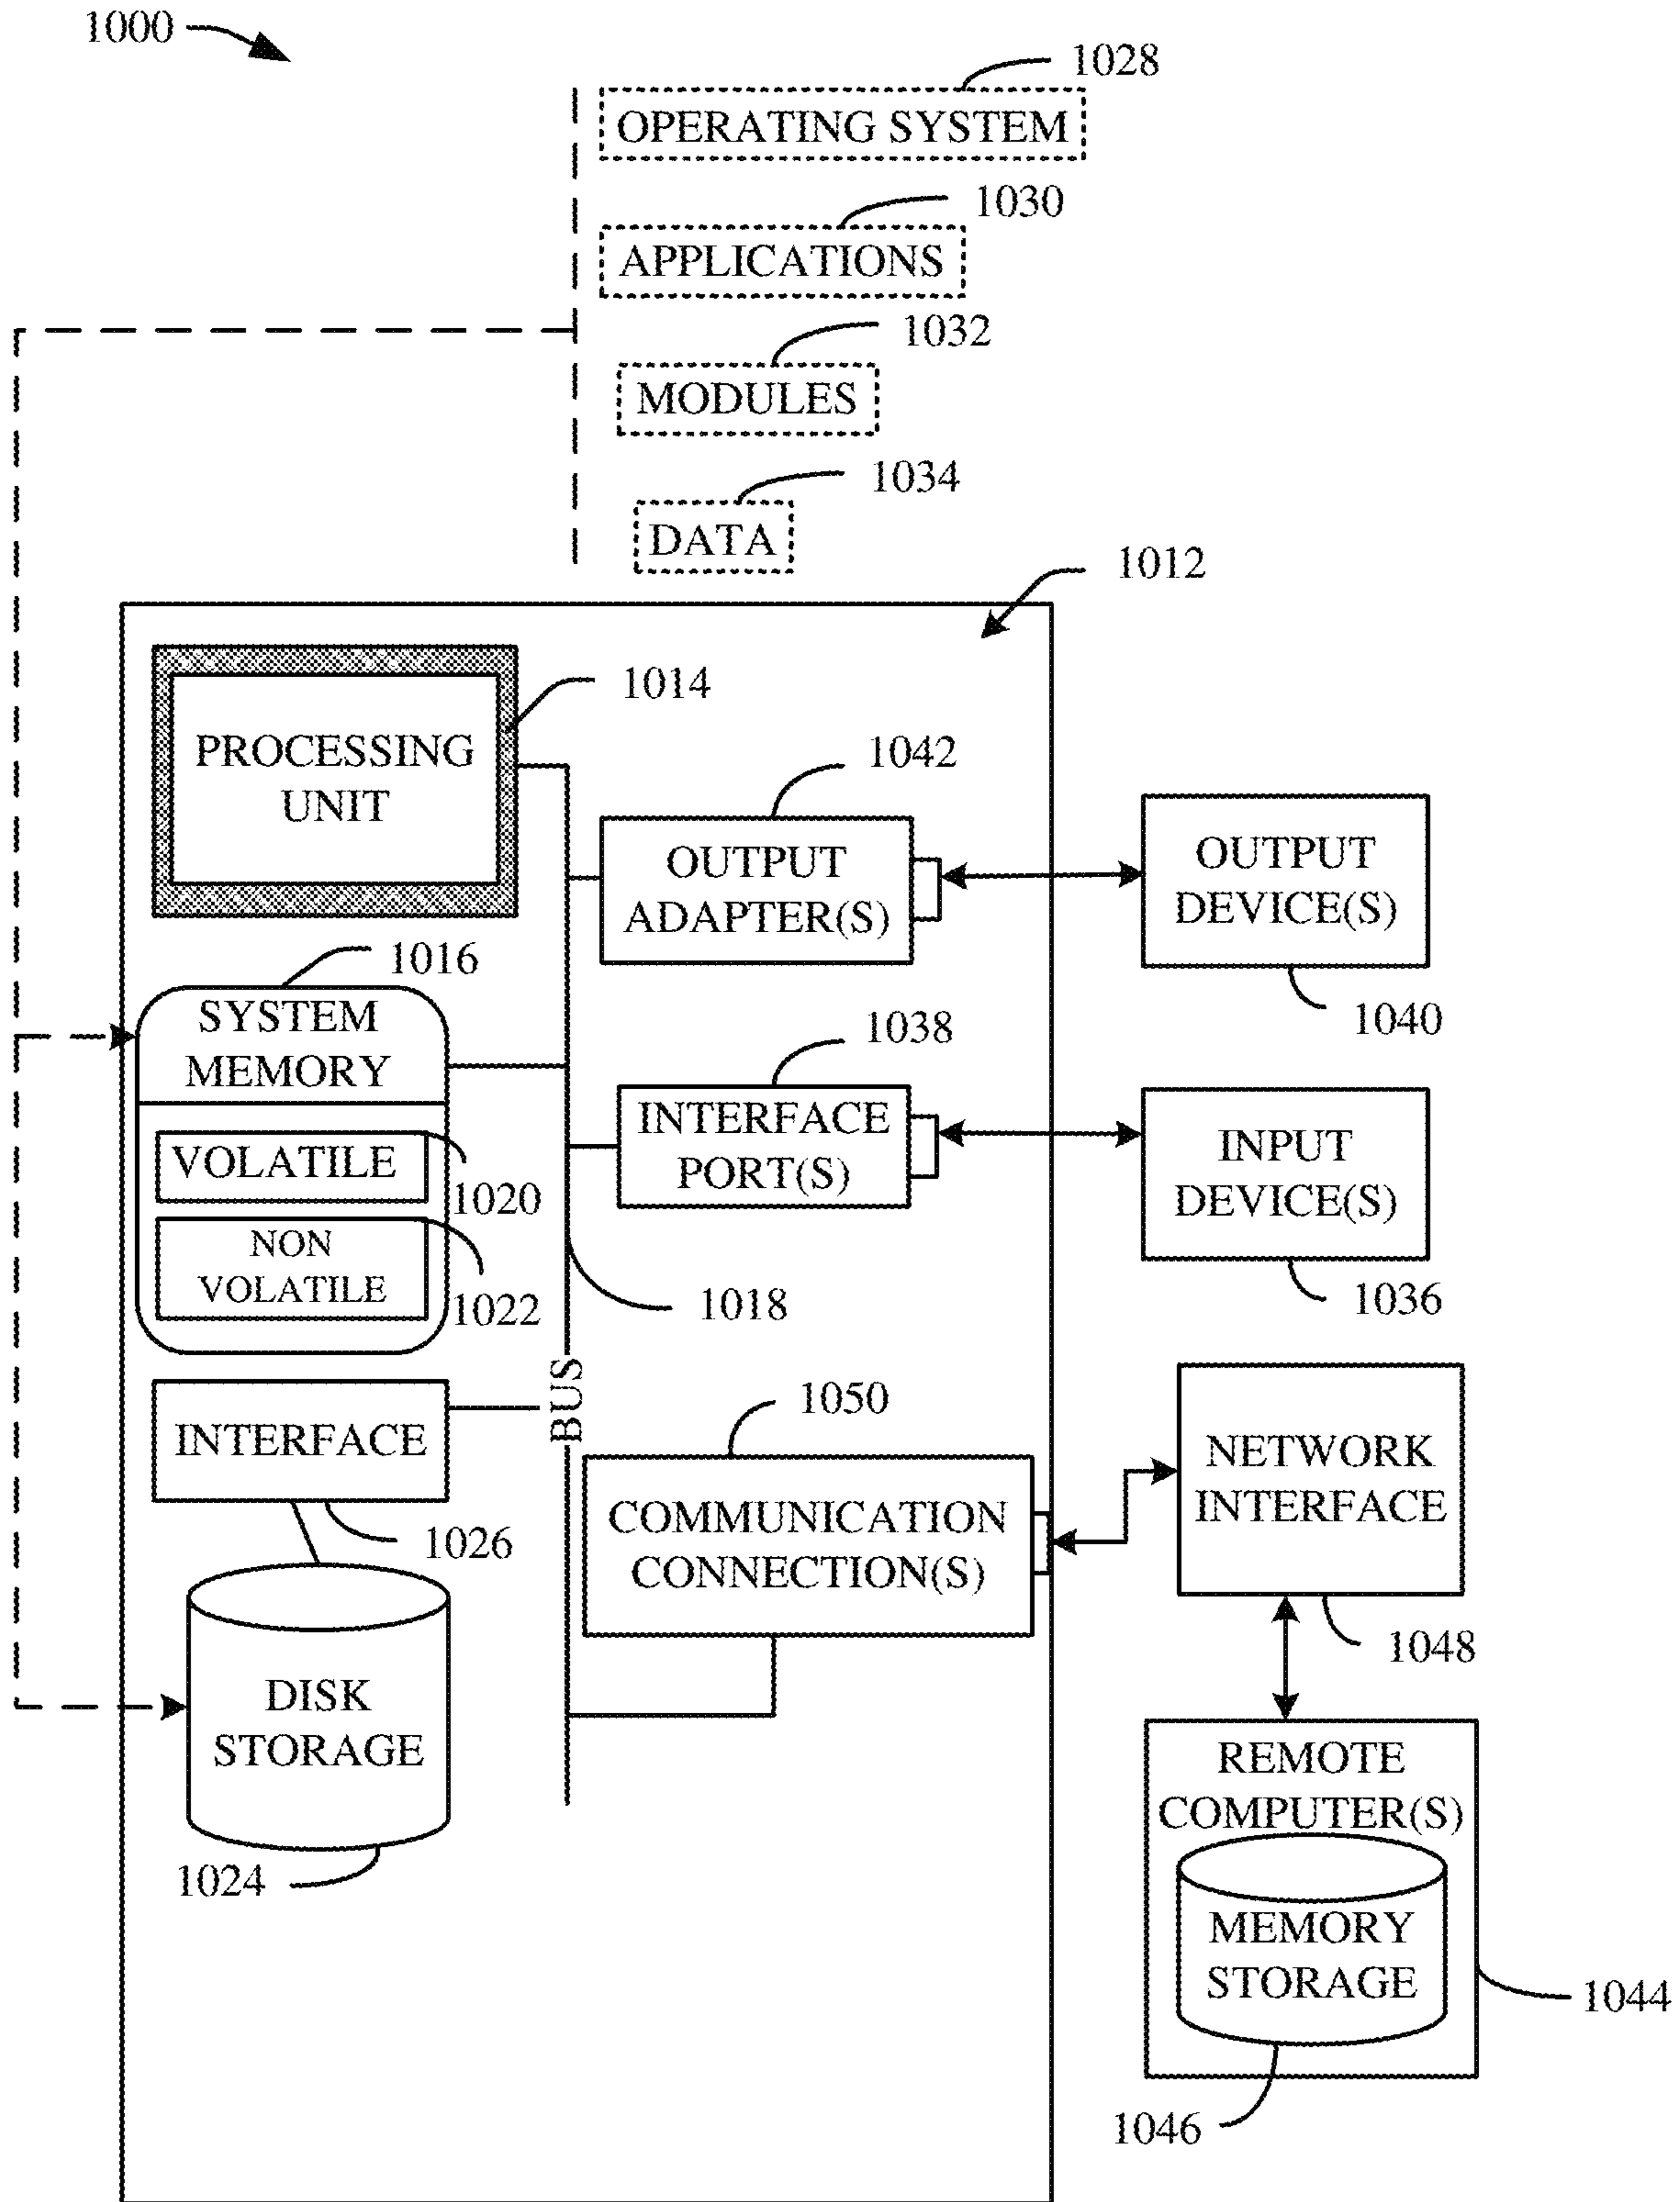 1000
1028
OPERATING SYSTEM
1030
APPLICATIONS
1032
MODULES
1034
DATA
1012
1014
PROCESSING
UNIT
1042
OUTPUT
ADAPTER(S)
OUTPUT
DEVICE(S)
1040
1016
SYSTEM
MEMORY
VOLATILE
1020
NON
VOLATILE
1022
1038
INTERFACE
PORT(S)
INPUT
DEVICE(S)
1036
1018
BUS
INTERFACE
1026
1050
COMMUNICATION
CONNECTION(S)
NETWORK
INTERFACE
1048
DISK
STORAGE
1024
REMOTE
COMPUTER(S)
MEMORY
STORAGE
1044
1046